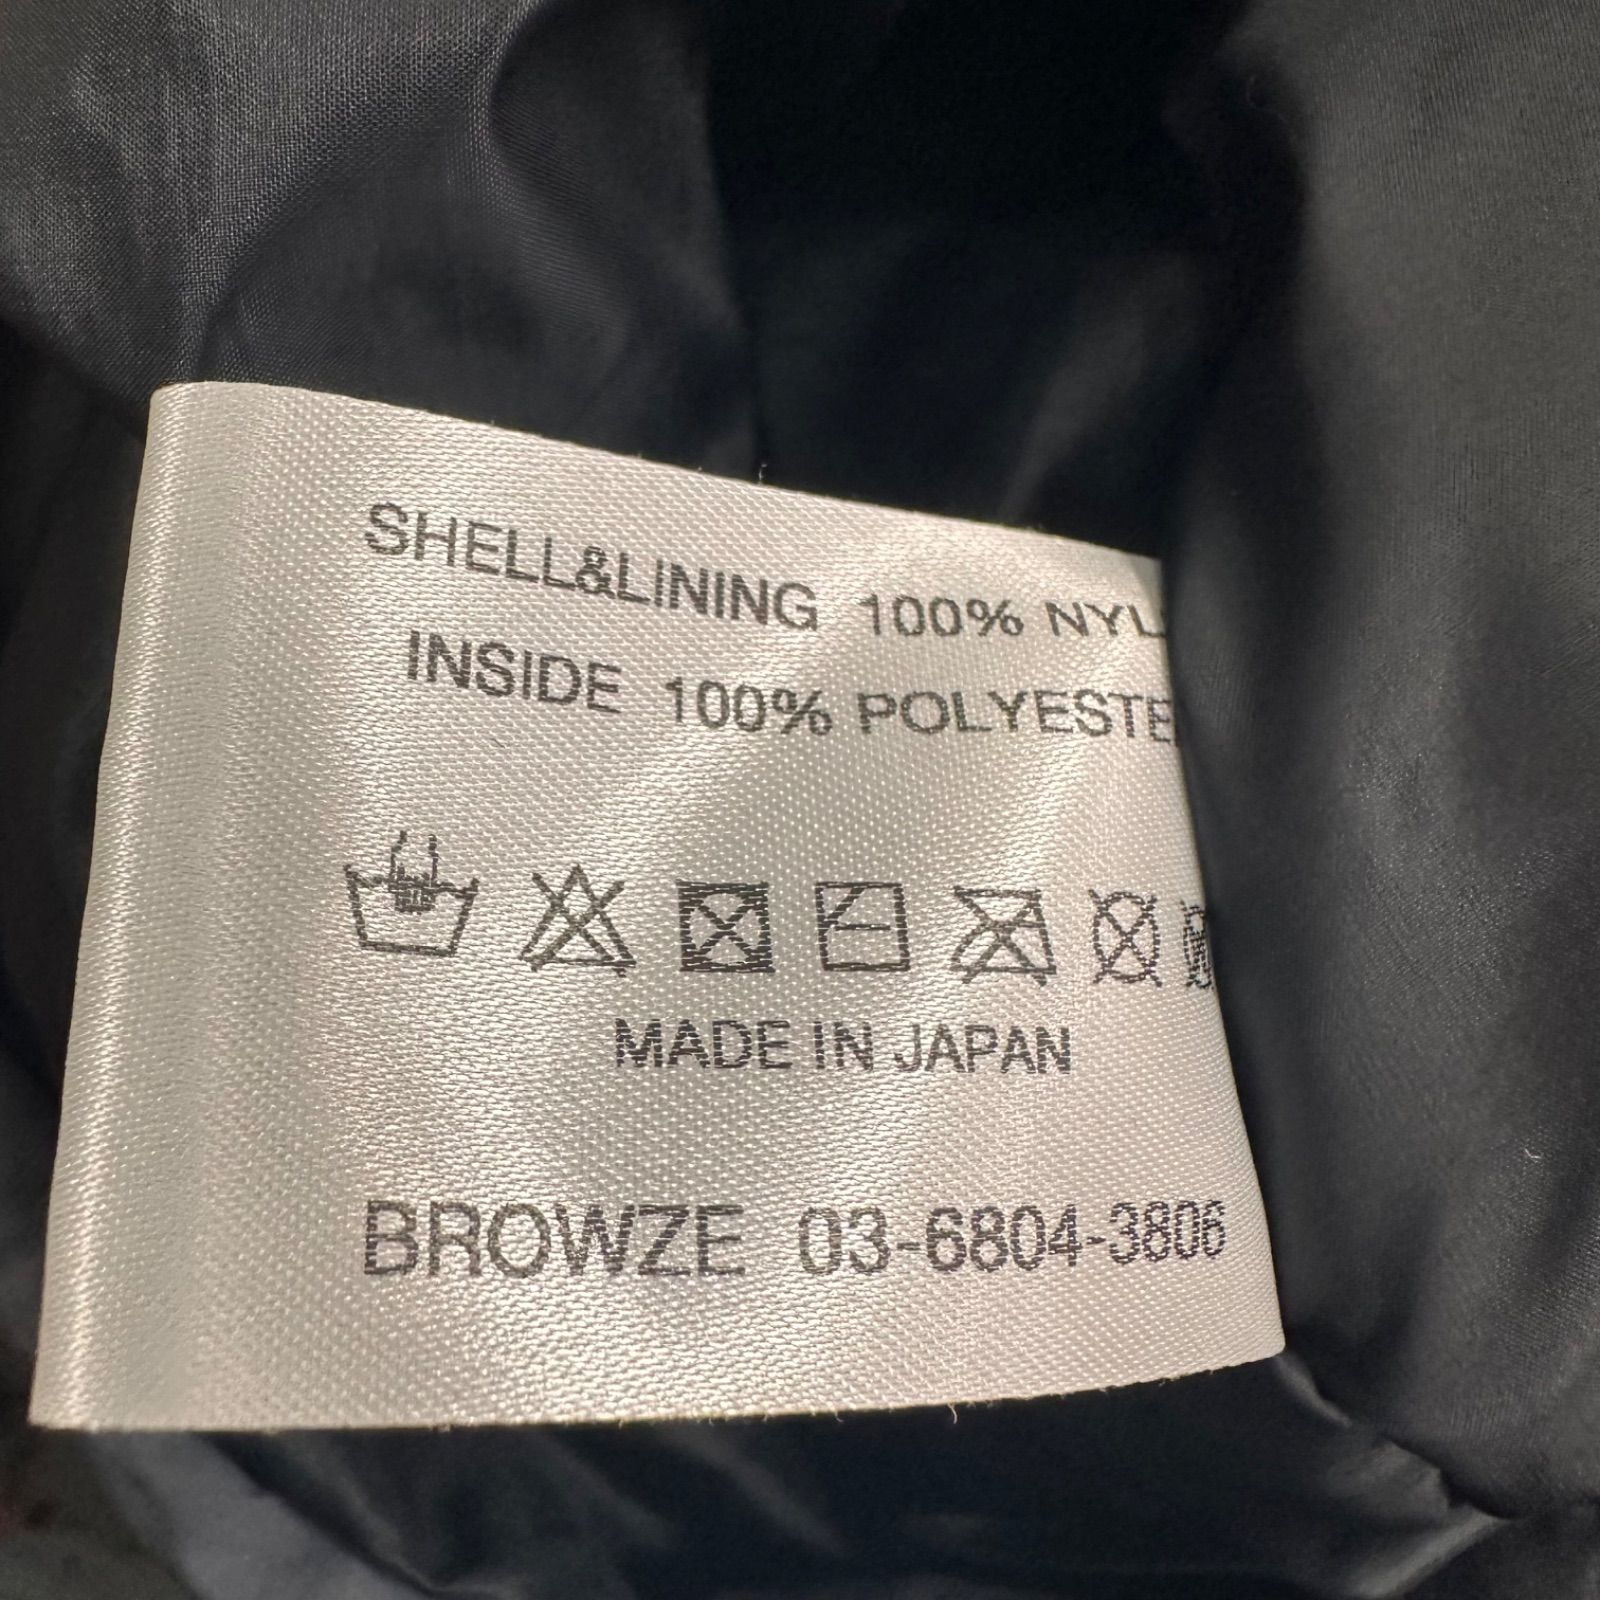 SHELL&LINING 100% NYL
INSIDE 100% POLYESTE
MADE IN JAPAN
BROWZE 03-6804-3806